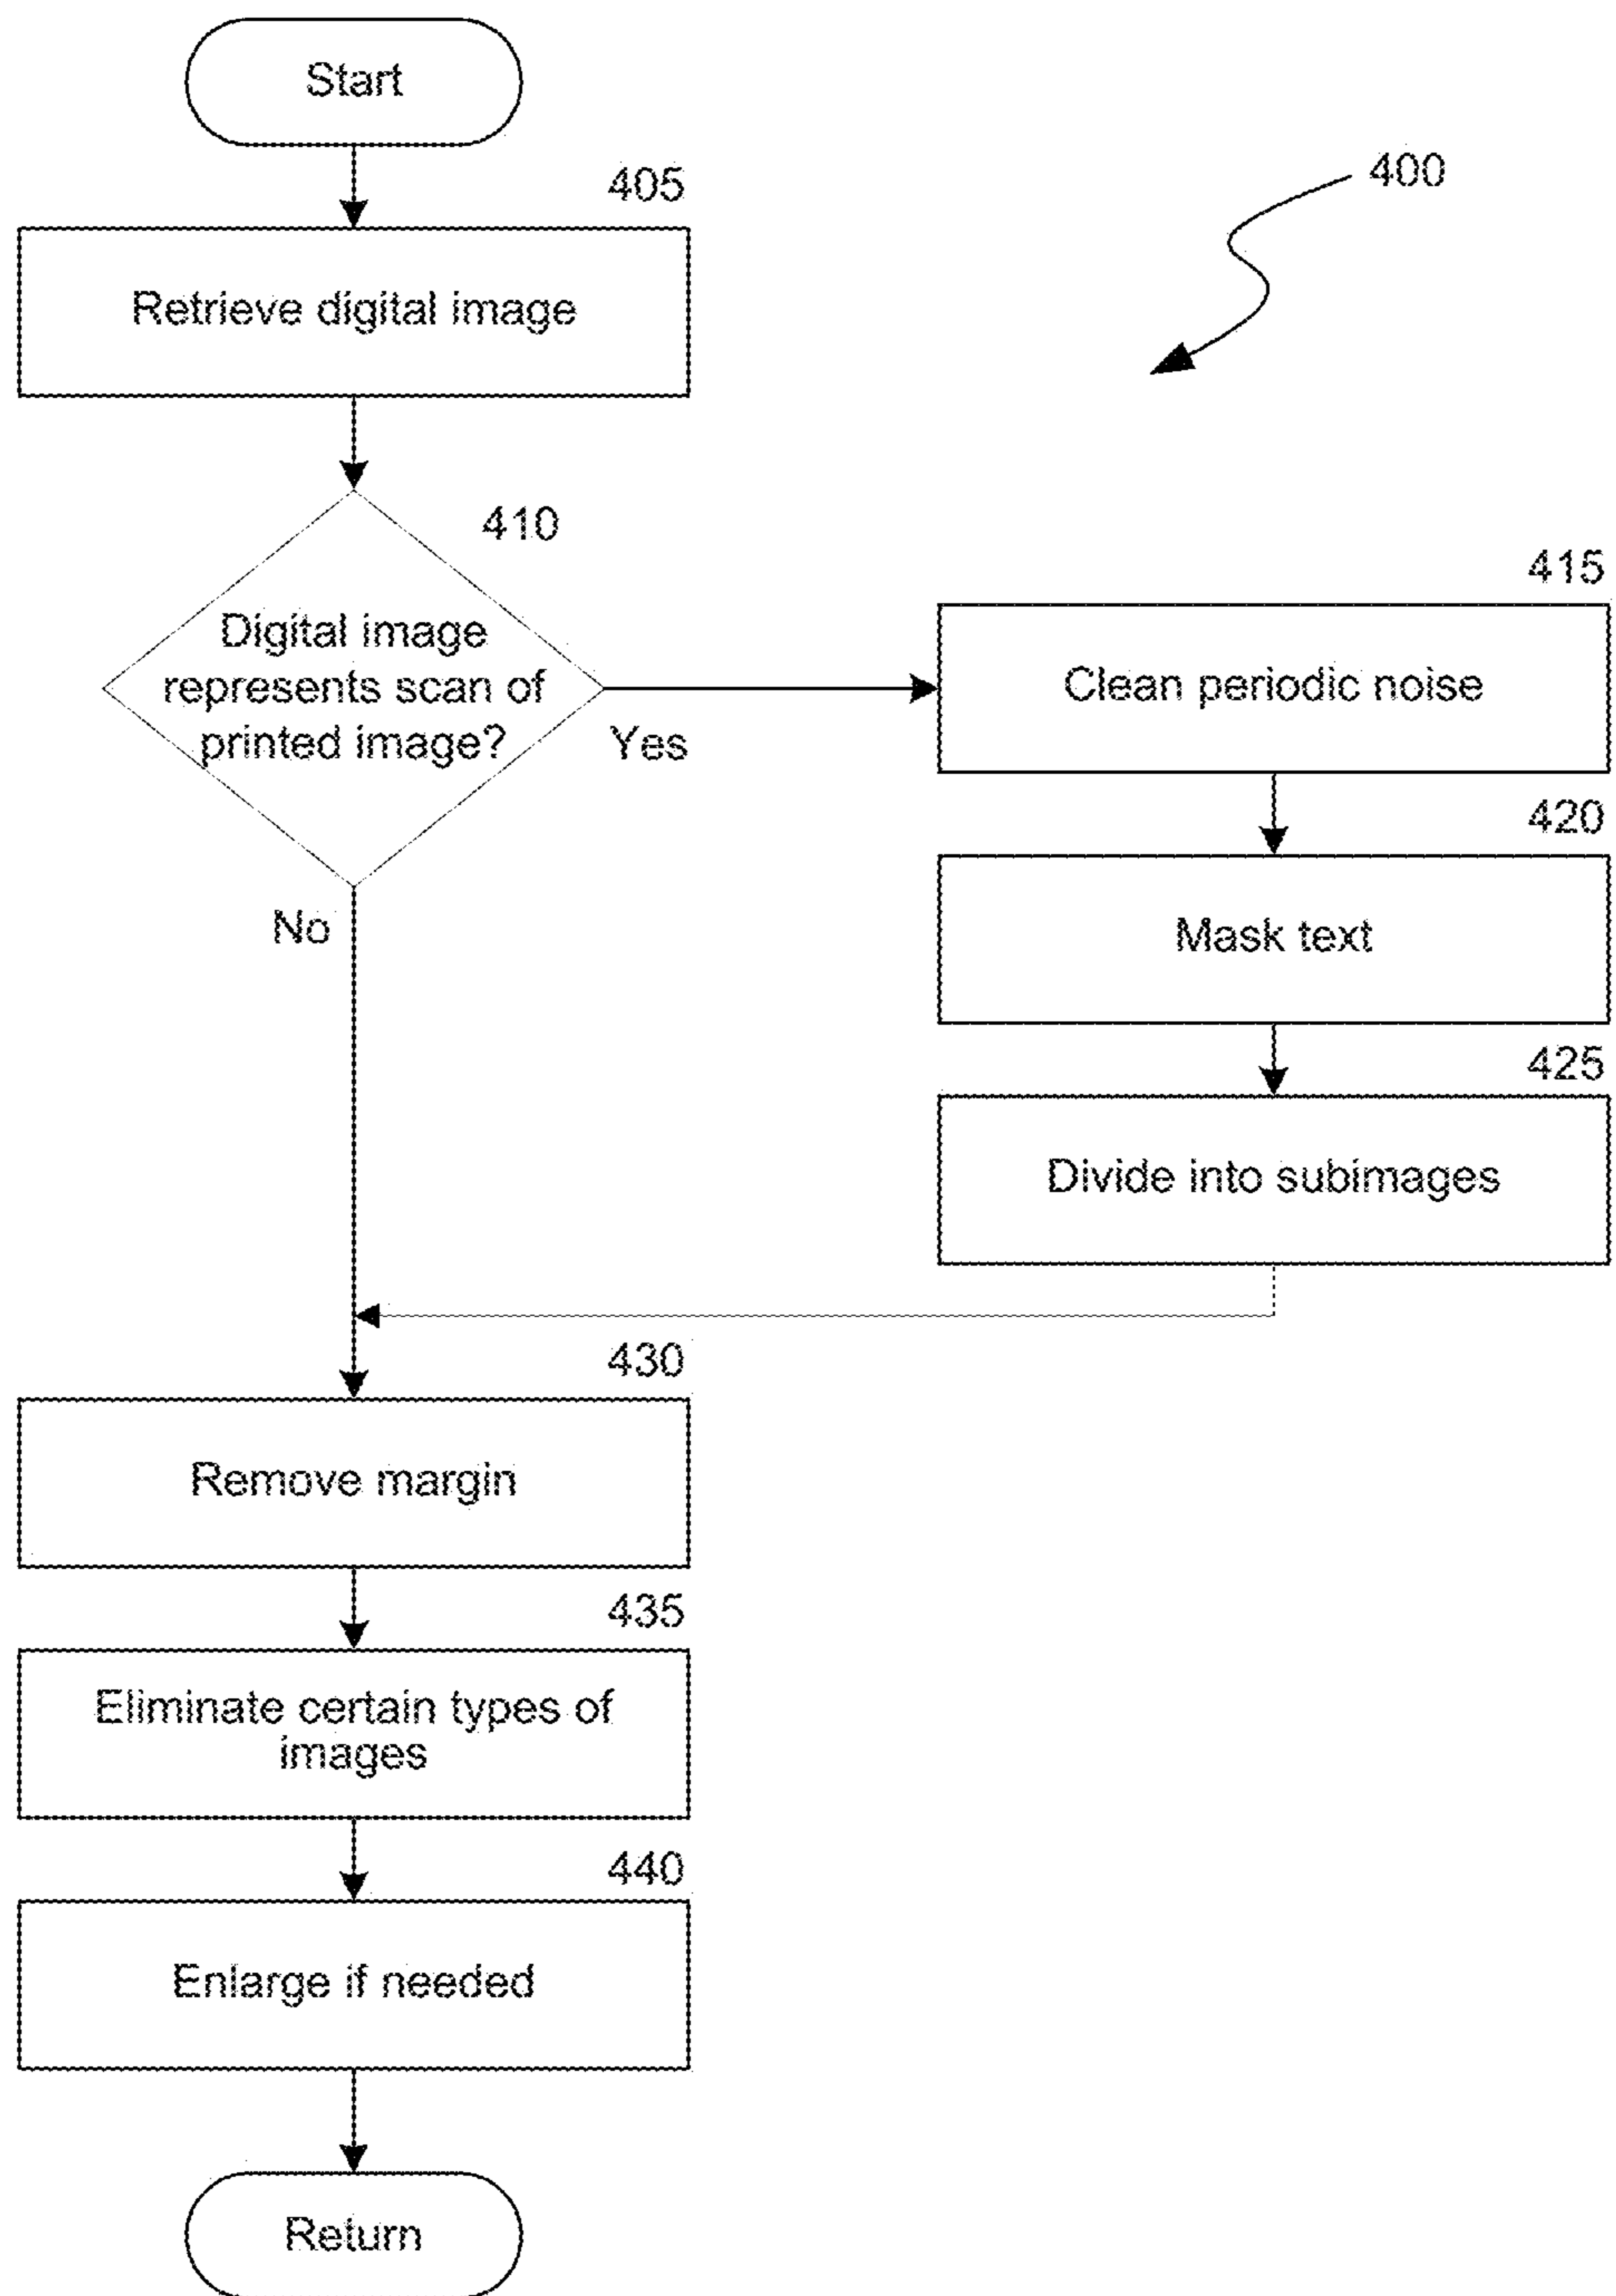 Start
400
405
Retrieve digital image
410
Digital image
represents scan of
printed image?
Yes
No
415
Clean periodic noise
420
Mask text
425
Divide into subimages
430
Remove margin
435
Eliminate certain types of
images
440
Enlarge if needed
Return